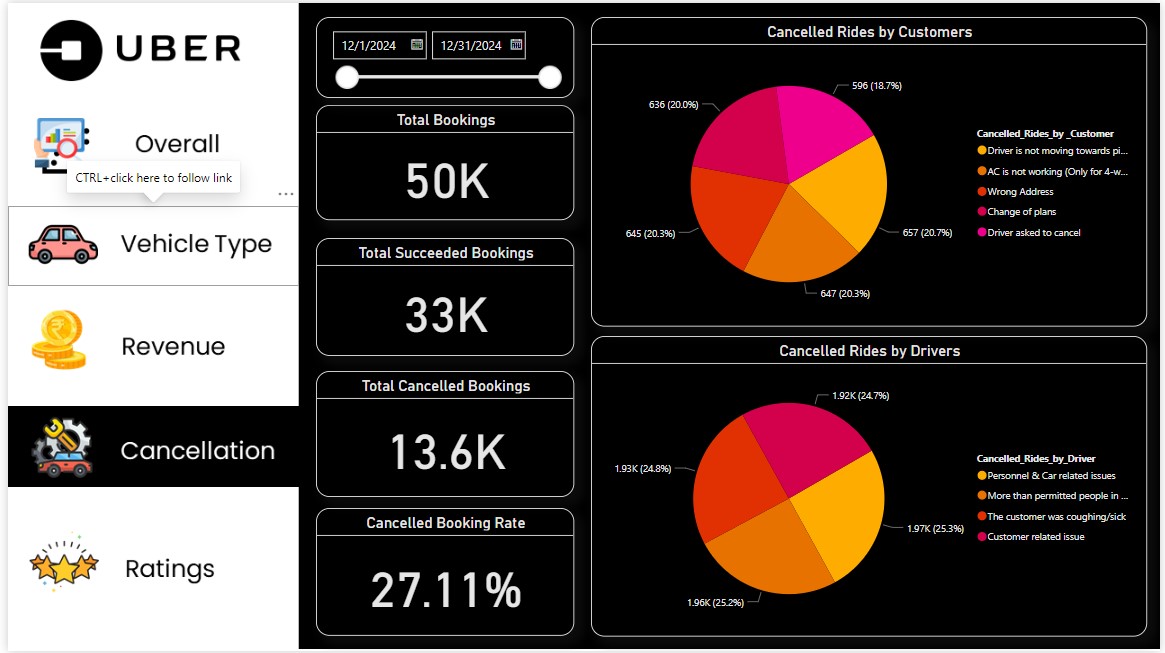 UBER
Overall
CTRL+click here to follow link
...
Vehicle Type
Revenue
Cancellation
Ratings
12/1/2024 12/31/2024
Total Bookings
50K
Total Succeeded Bookings
33K
Total Cancelled Bookings
13.6K
Cancelled Booking Rate
27.11%
Cancelled Rides by Customers
596 (18.7%)
636 (20.0%)
645 (20.3%)
657 (20.7%)
647 (20.3%)
Cancelled_Rides_by _Customer
Driver is not moving towards pi...
AC is not working (Only for 4-w...
Wrong Address
Change of plans
Driver asked to cancel
Cancelled Rides by Drivers
1.92K (24.7%)
1.93K (24.8%)
1.97K (25.3%)
1.96K (25.2%)
Cancelled_Rides_by_Driver
Personnel & Car related issues
More than permitted people in ...
The customer was coughing/sick
Customer related issue